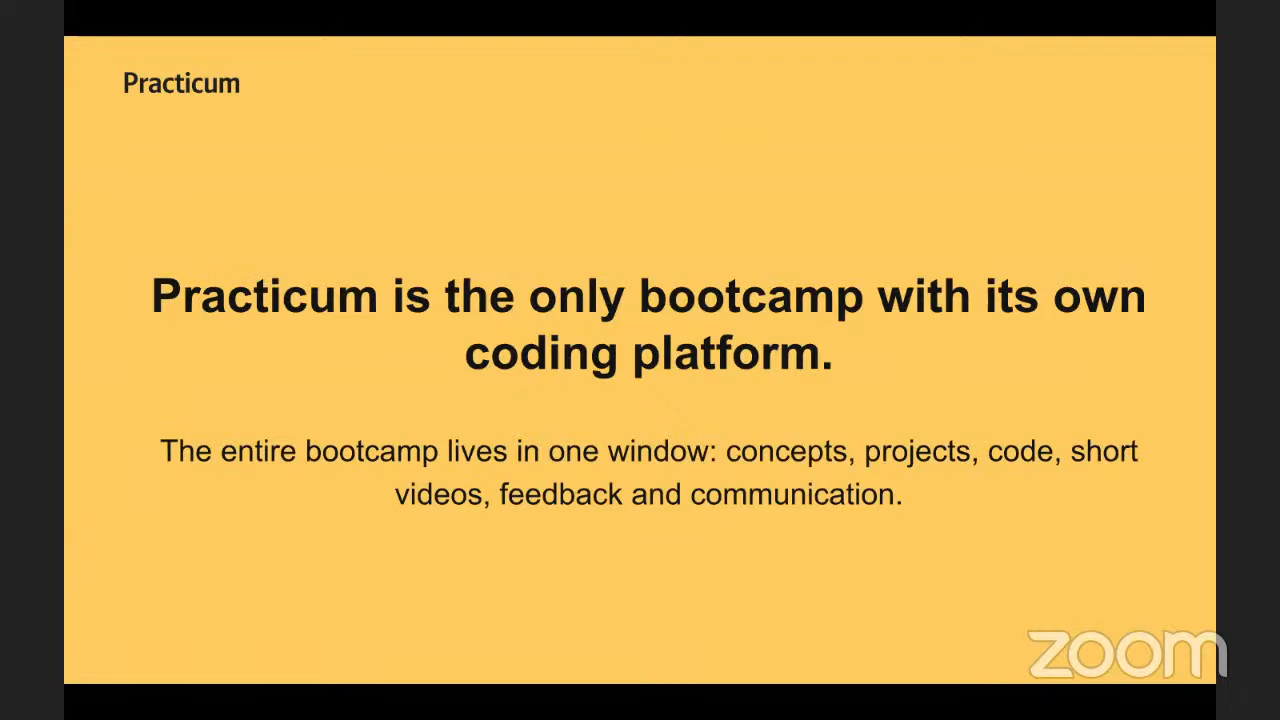 Practicum
Practicum is the only bootcamp with its own
coding platform.
The entire bootcamp lives in one window: concepts, projects, code, short
videos, feedback and communication.
zoom